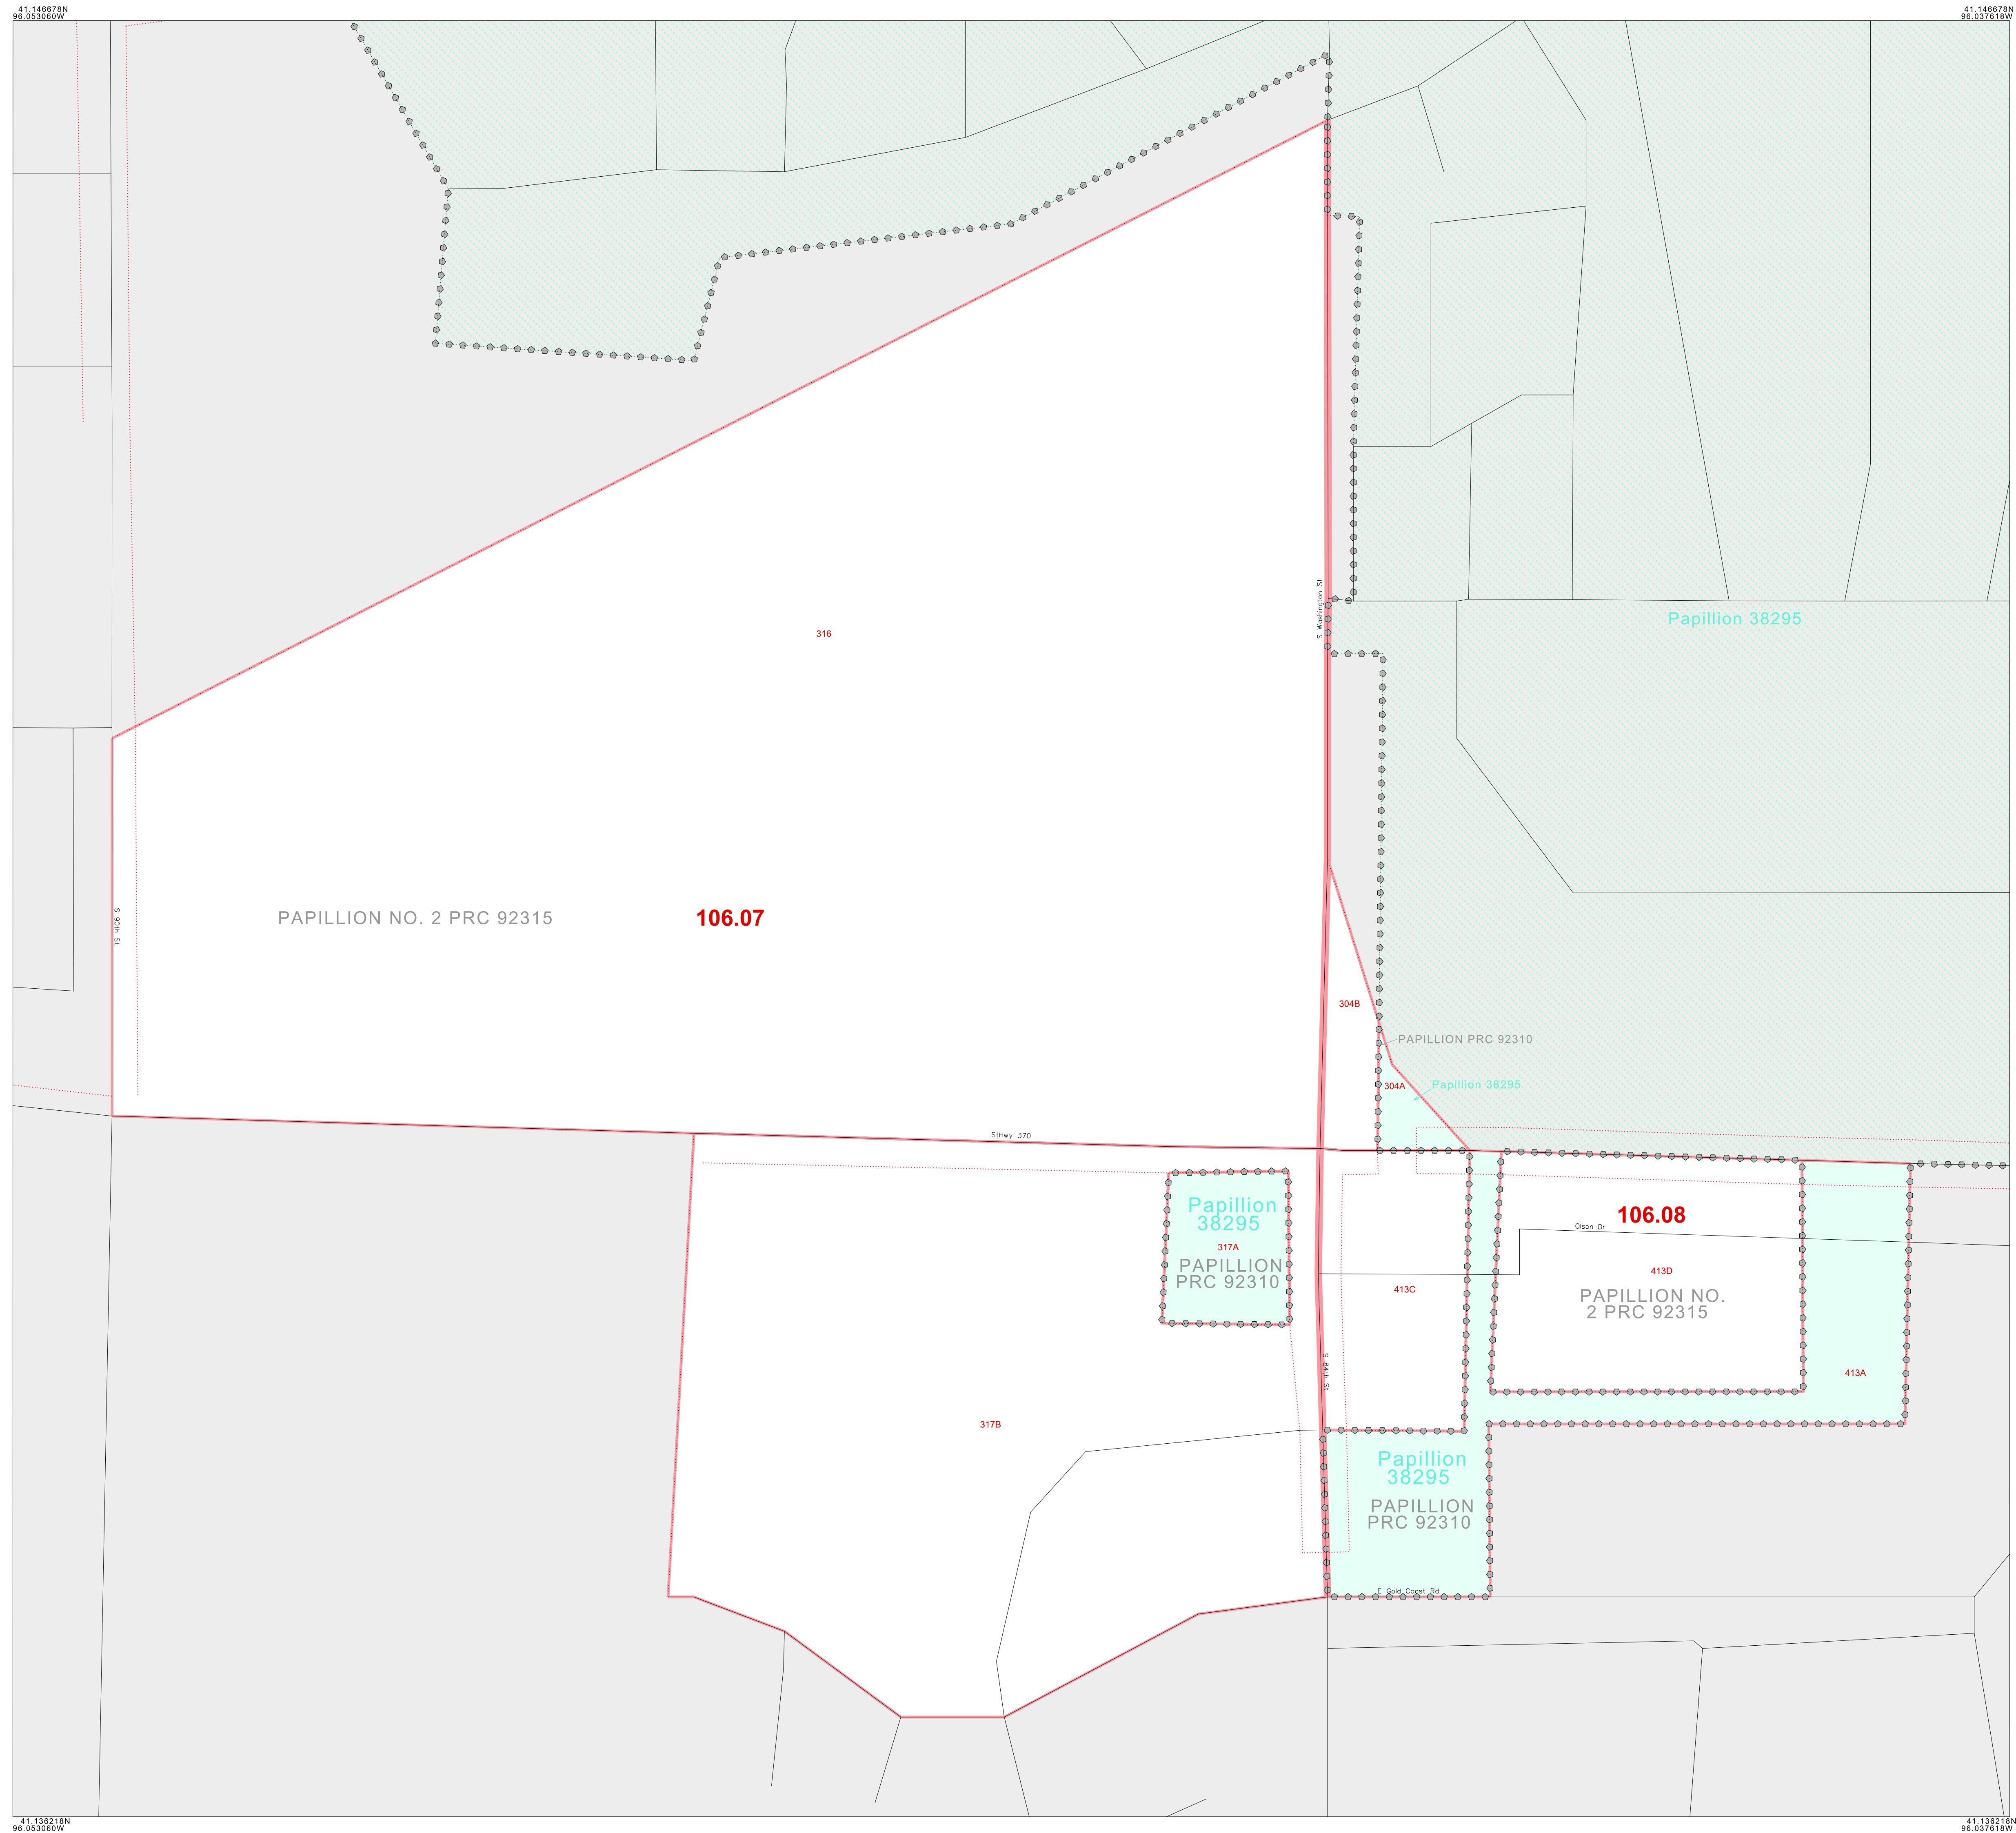 41.146678N
96.053060W
41.146678N
96.037618W
S Washington St
Papillion 38295
316
S 90th St
PAPILLION NO. 2 PRC 92315
106.07
304B
PAPILLION PRC 92310
304A
Papillion 38295
StHwy 370
Papillion
38295
317A
PAPILLION
PRC 92310
106.08
Olson Dr
413D
413C
PAPILLION NO.
2 PRC 92315
S 84th St
413A
317B
Papillion
38295
PAPILLION
PRC 92310
E Gold Coast Rd
41.136218N
96.053060W
41.136218N
96.037618W